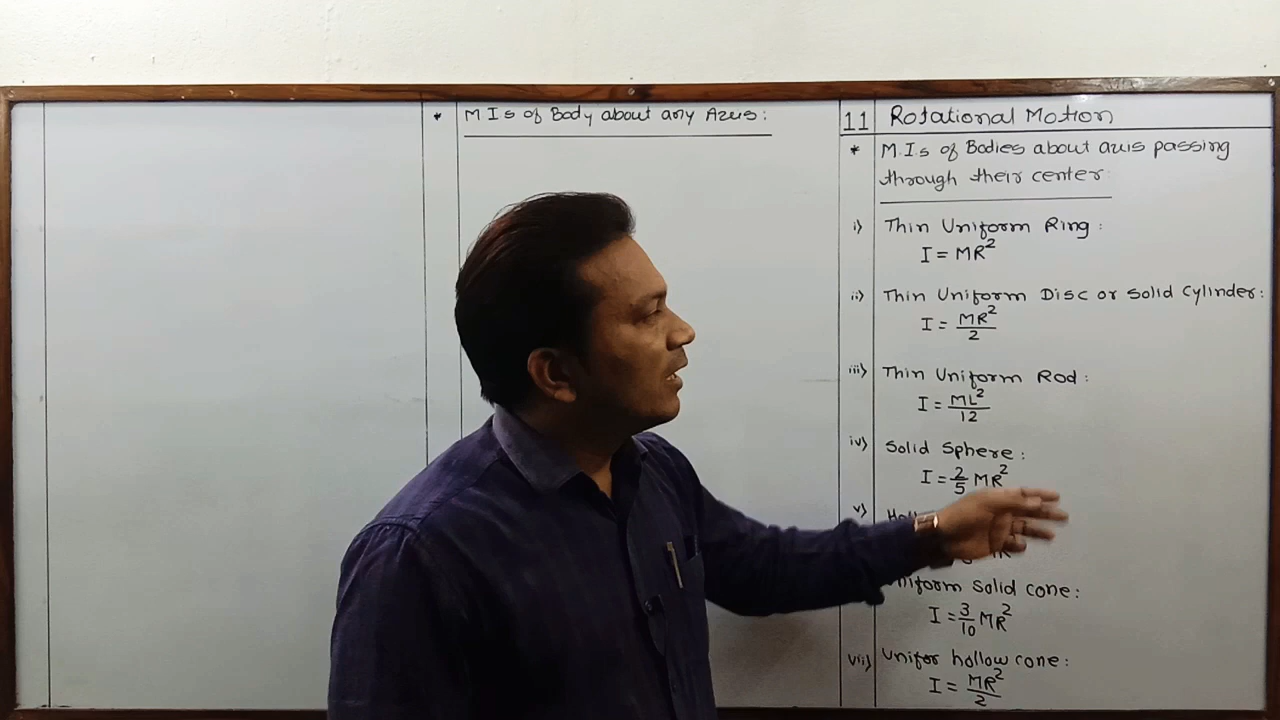 * M I s of Body about any Axis:
11 Rotational Motion
* M.I.s of Bodies about axis passing
through their center:
i) Thin Uniform Ring:
I = MR²
ii) Thin Uniform Disc or Solid Cylinder:
I = MR²/2
iii) Thin Uniform Rod:
I = ML²/12
iv) Solid Sphere:
I = 2/5 MR²
v)
Uniform Solid cone:
I = 3/10 MR²
vii) Unifor hollow cone:
I = MR²/2